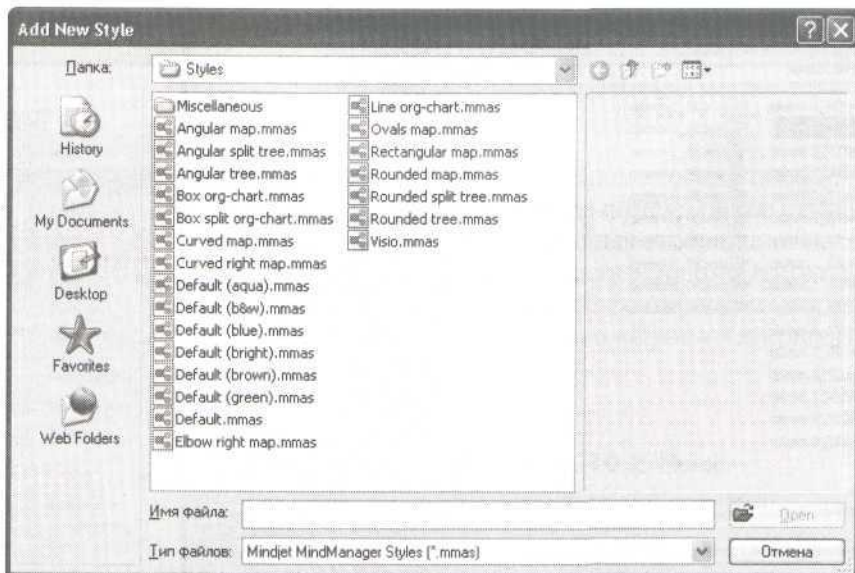 Add New Style
Папка:
Styles
History
My Documents
Desktop
Favorites
Web Folders
Miscellaneous
Angular map.mmas
Angular split tree.mmas
Angular tree.mmas
Box org-chart.mmas
Box split org-chart.mmas
Curved map.mmas
Curved right map.mmas
Default (aqua).mmas
Default (b&w).mmas
Default (blue).mmas
Default (bright).mmas
Default (brown).mmas
Default (green).mmas
Default.mmas
Elbow right map.mmas
Line org-chart.mmas
Ovals map.mmas
Rectangular map.mmas
Rounded map.mmas
Rounded split tree.mmas
Rounded tree.mmas
Visio.mmas
Имя файла:
Open
Тип файлов:
Mindjet MindManager Styles (*.mmas)
Отмена